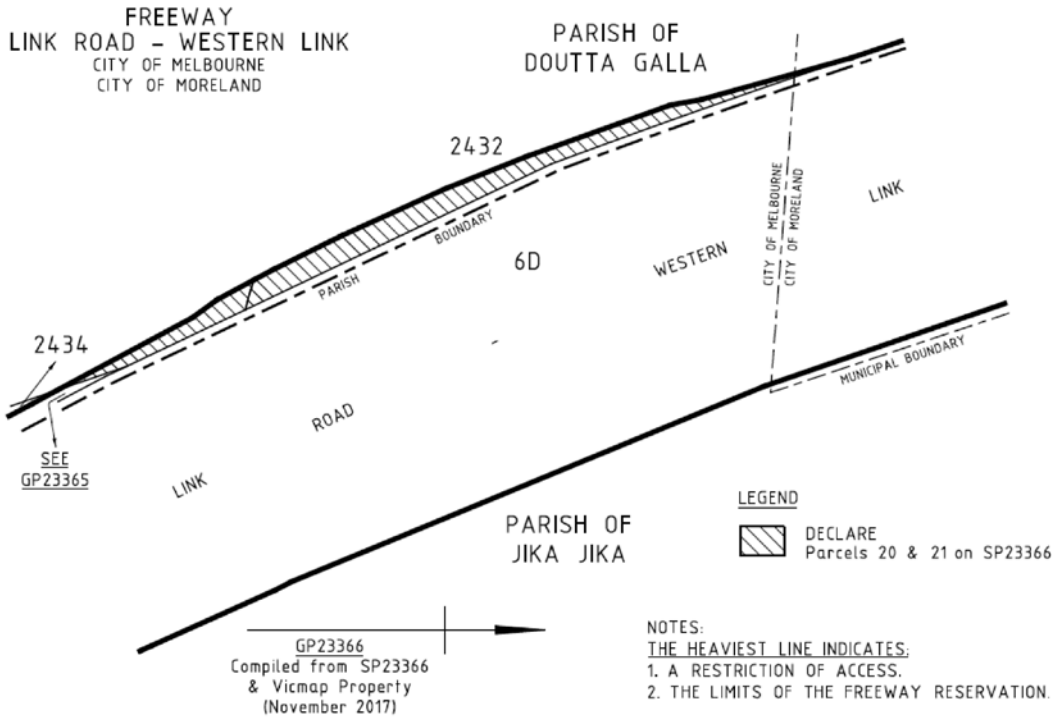 FREEWAY
LINK ROAD - WESTERN LINK
CITY OF MELBOURNE
CITY OF MORELAND
PARISH OF
DOUTTA GALLA
2432
PARISH
BOUNDARY
6D
WESTERN
LINK
CITY OF MELBOURNE
CITY OF MORELAND
2434
SEE
GP23365
LINK
ROAD
MUNICIPAL BOUNDARY
PARISH OF
JIKA JIKA
LEGEND
DECLARE
Parcels 20 & 21 on SP23366
GP23366
Compiled from SP23366
& Vicmap Property
(November 2017)
NOTES:
THE HEAVIEST LINE INDICATES:
1. A RESTRICTION OF ACCESS.
2. THE LIMITS OF THE FREEWAY RESERVATION.